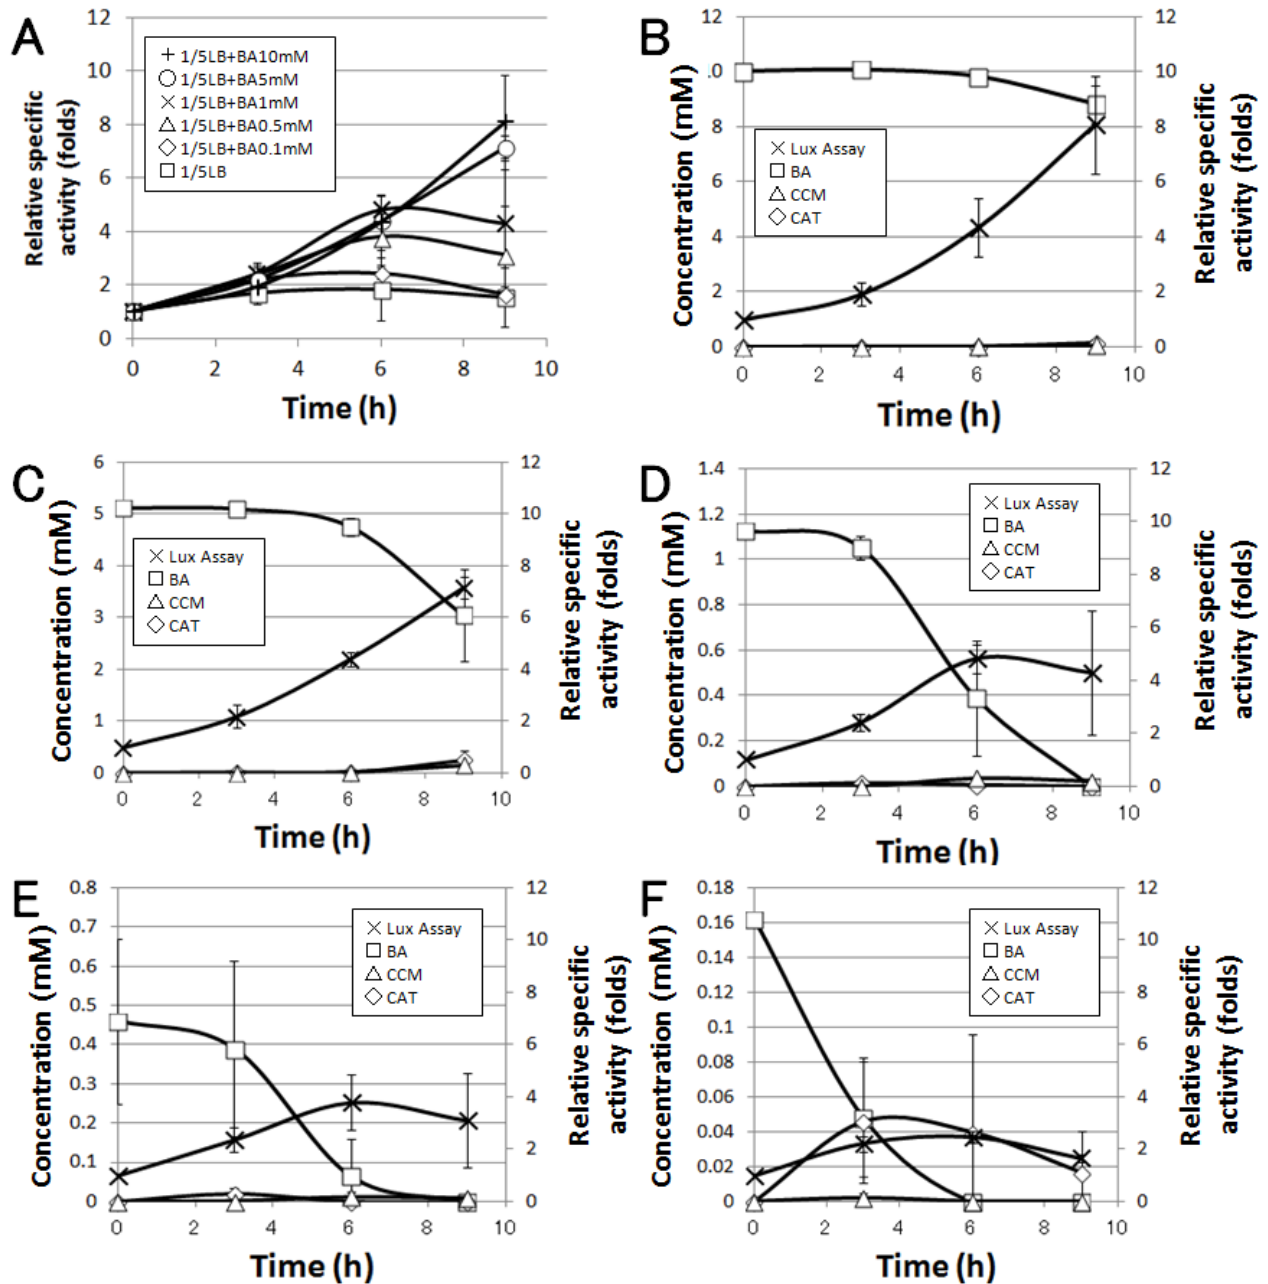 A
Relative specific
activity (folds)
12
10
8
6
4
2
0
1/5LB+BA10mM
1/5LB+BA5mM
1/5LB+BA1mM
1/5LB+BA0.5mM
1/5LB+BA0.1mM
1/5LB
0 2 4 6 8 10
Time (h)
B
Concentration (mM)
12
.0
8
6
4
2
0
Lux Assay
BA
CCM
CAT
12
10
8
6
4
2
0
Relative specific
activity (folds)
0 2 4 6 8 10
Time (h)
C
Concentration (mM)
6
5
4
3
2
1
0
Lux Assay
BA
CCM
CAT
12
10
8
6
4
2
0
Relative specific
activity (folds)
0 2 4 6 8 10
Time (h)
D
Concentration (mM)
1.4
1.2
1
0.8
0.6
0.4
0.2
0
Lux Assay
BA
CCM
CAT
12
10
8
6
4
2
0
Relative specific
activity (folds)
0 2 4 6 8 10
Time (h)
E
Concentration (mM)
0.8
0.7
0.6
0.5
0.4
0.3
0.2
0.1
0
Lux Assay
BA
CCM
CAT
12
10
8
6
4
2
0
Relative specific
activity (folds)
0 2 4 6 8 10
Time (h)
F
Concentration (mM)
0.18
0.16
0.14
0.12
0.1
0.08
0.06
0.04
0.02
0
Lux Assay
BA
CCM
CAT
12
10
8
6
4
2
0
Relative specific
activity (folds)
0 2 4 6 8 10
Time (h)